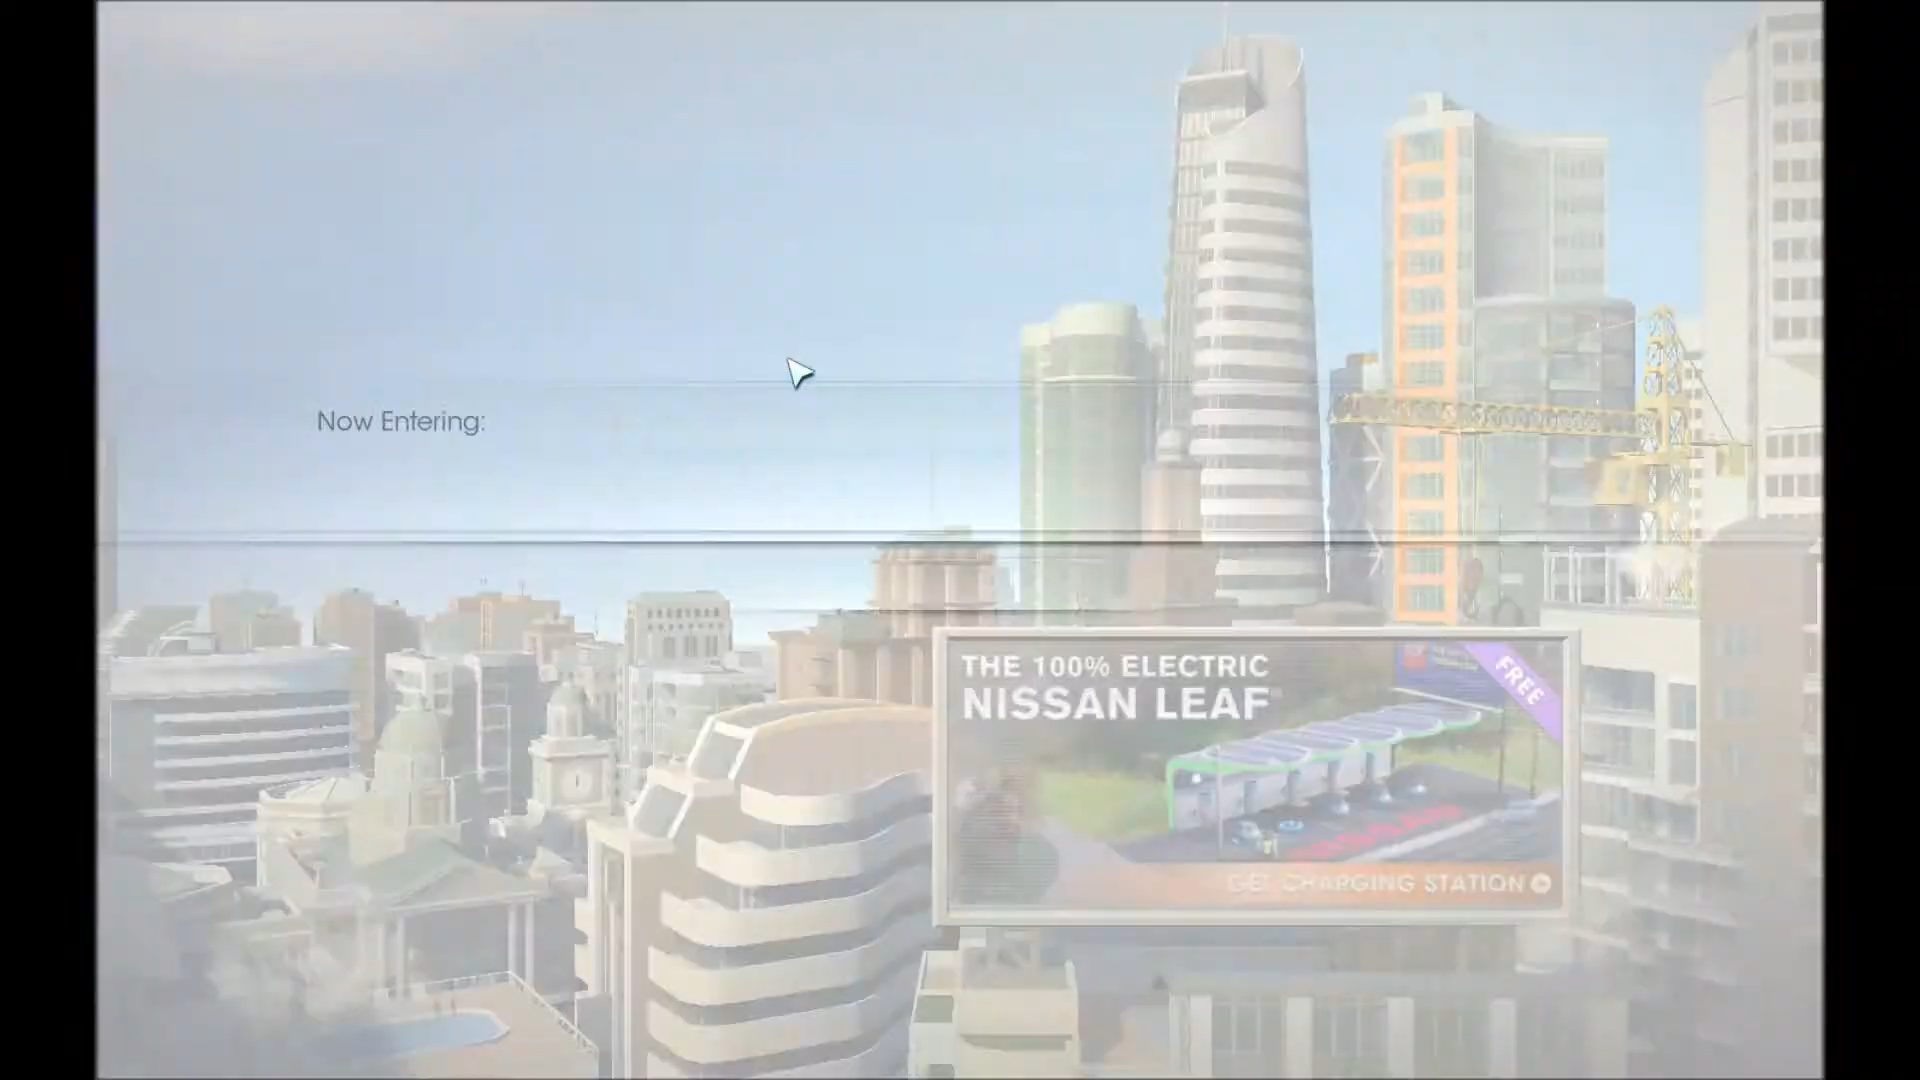 Now Entering:
THE 100% ELECTRIC
NISSAN LEAF
FREE
GET CHARGING STATION